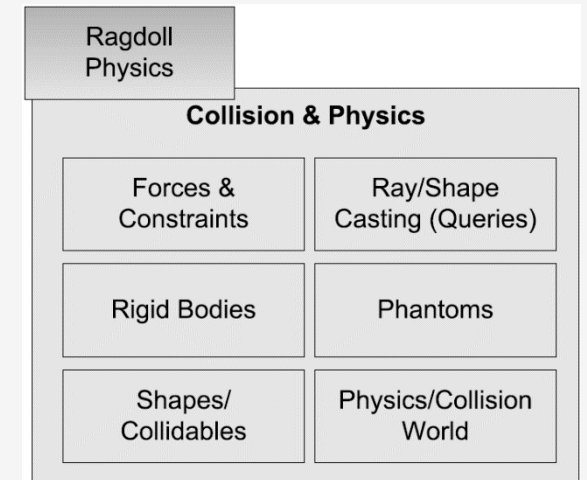 Ragdoll
Physics
Collision & Physics
Forces &
Constraints
Ray/Shape
Casting (Queries)
Rigid Bodies
Phantoms
Shapes/
Collidables
Physics/Collision
World